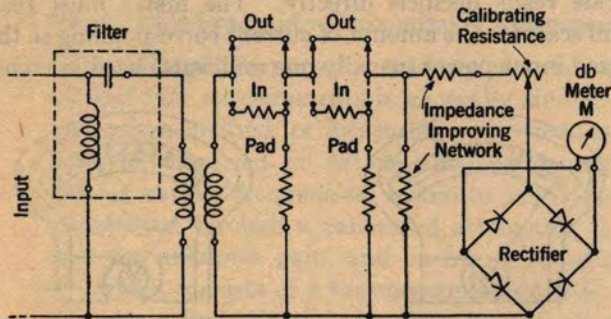 Filter
Out
Out
Calibrating
Resistance
In
In
Pad
Pad
Impedance
Improving
Network
db
Meter
M
Input
Rectifier